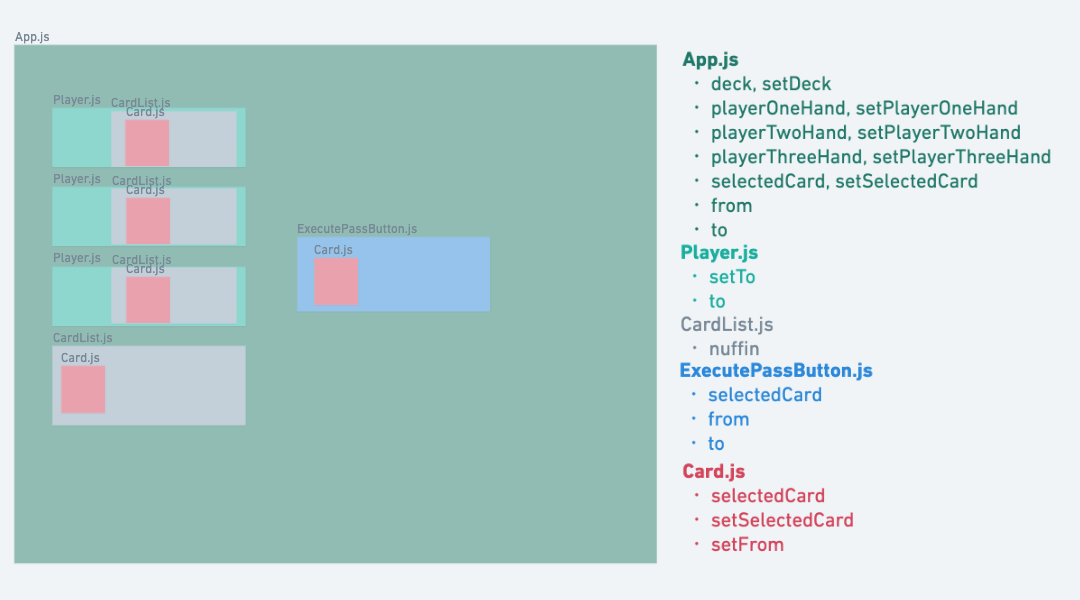 App.js
Player.js
CardList.js
Card.js
Player.js
CardList.js
Card.js
Player.js
CardList.js
Card.js
CardList.js
Card.js
ExecutePassButton.js
Card.js
App.js
· deck, setDeck
· playerOneHand, setPlayerOneHand
· playerTwoHand, setPlayerTwoHand
· playerThreeHand, setPlayerThreeHand
· selectedCard, setSelectedCard
· from
· to
Player.js
· setTo
· to
CardList.js
· nuffin
ExecutePassButton.js
· selectedCard
· from
· to
Card.js
· selectedCard
· setSelectedCard
· setFrom